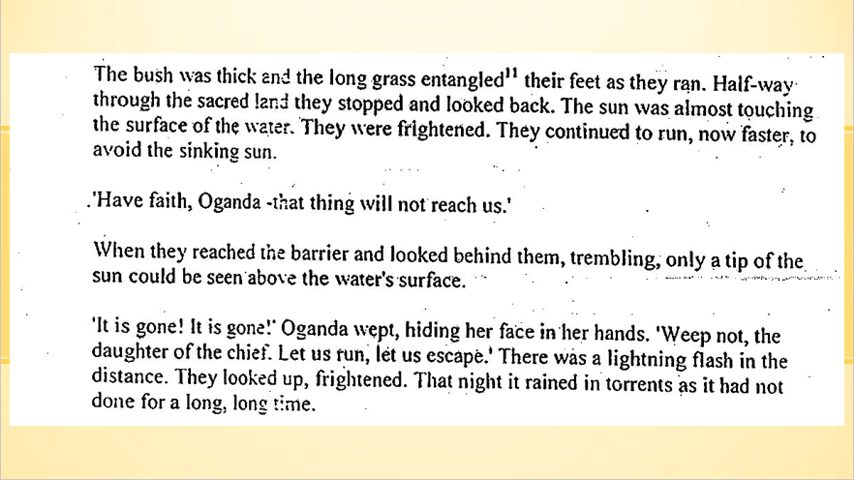 The bush was thick and the long grass entangled¹¹ their feet as they ran. Half-way
through the sacred land they stopped and looked back. The sun was almost touching
the surface of the water. They were frightened. They continued to run, now faster, to
avoid the sinking sun.
.'Have faith, Oganda -that thing will not reach us.'
When they reached the barrier and looked behind them, trembling, only a tip of the
sun could be seen above the water's surface.
'It is gone! It is gone!' Oganda wept, hiding her face in her hands. 'Weep not, the
daughter of the chief. Let us run, let us escape.' There was a lightning flash in the
distance. They looked up, frightened. That night it rained in torrents as it had not
done for a long, long time.